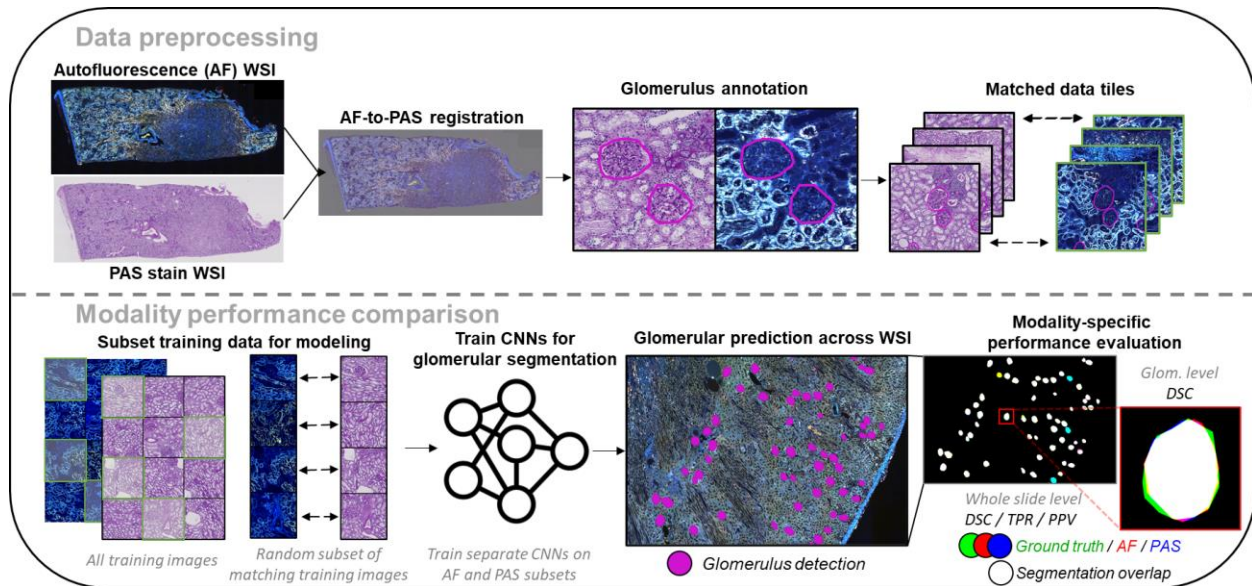 Data preprocessing
Autofluorescence (AF) WSI
PAS stain WSI
AF-to-PAS registration
Glomerulus annotation
Matched data tiles
Modality performance comparison
Subset training data for modeling
All training images
Random subset of
matching training images
Train CNNs for
glomerular segmentation
Train separate CNNs on
AF and PAS subsets
Glomerular prediction across WSI
Glomerulus detection
Modality-specific
performance evaluation
Glom. level
DSC
Whole slide level
DSC / TPR / PPV
Ground truth / AF / PAS
Segmentation overlap